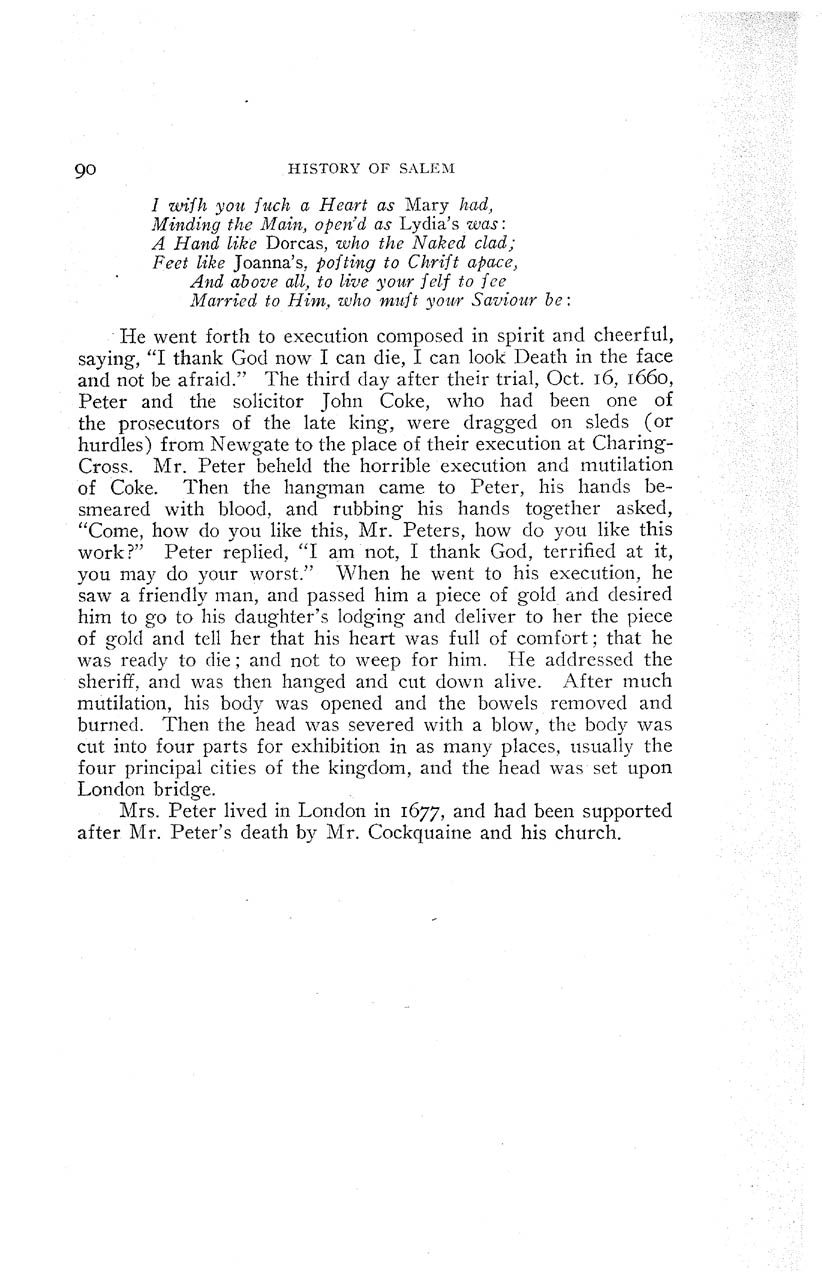 90 HISTORY OF SALEM
I wiſh you ſuch a Heart as Mary had,
Minding the Main, open'd as Lydia's was:
A Hand like Dorcas, who the Naked clad;
Feet like Joanna's, poſting to Chriſt apace,
And above all, to live your ſelf to ſee
Married to Him, who muſt your Saviour be:
He went forth to execution composed in spirit and cheerful,
saying, “I thank God now I can die, I can look Death in the face
and not be afraid.” The third day after their trial, Oct. 16, 1660,
Peter and the solicitor John Coke, who had been one of
the prosecutors of the late king, were dragged on sleds (or
hurdles) from Newgate to the place of their execution at Charing-
Cross. Mr. Peter beheld the horrible execution and mutilation
of Coke. Then the hangman came to Peter, his hands be-
smeared with blood, and rubbing his hands together asked,
“Come, how do you like this, Mr. Peters, how do you like this
work?” Peter replied, “I am not, I thank God, terrified at it,
you may do your worst.” When he went to his execution, he
saw a friendly man, and passed him a piece of gold and desired
him to go to his daughter's lodging and deliver to her the piece
of gold and tell her that his heart was full of comfort; that he
was ready to die; and not to weep for him. He addressed the
sheriff, and was then hanged and cut down alive. After much
mutilation, his body was opened and the bowels removed and
burned. Then the head was severed with a blow, the body was
cut into four parts for exhibition in as many places, usually the
four principal cities of the kingdom, and the head was set upon
London bridge.
Mrs. Peter lived in London in 1677, and had been supported
after Mr. Peter's death by Mr. Cockquaine and his church.